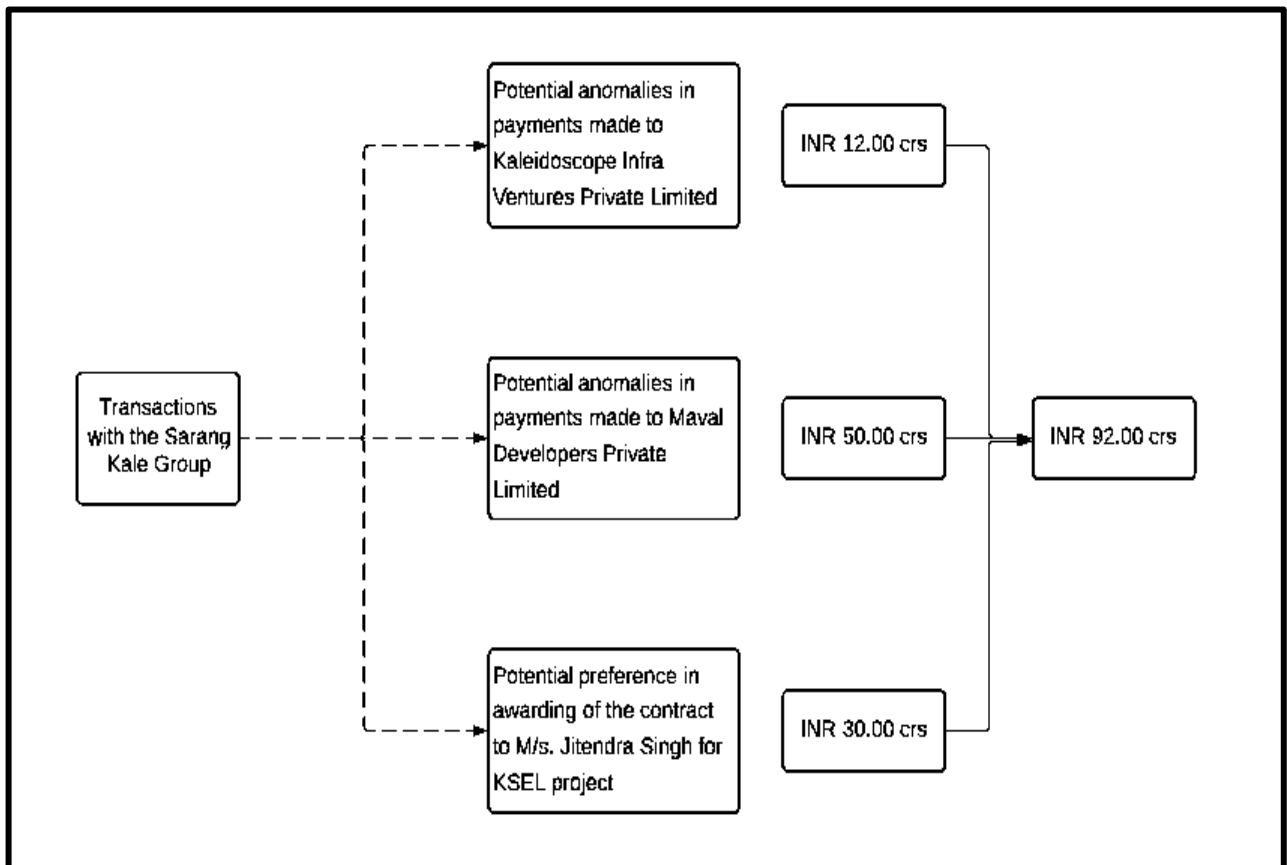 Potential anomalies in
payments made to
Kaleidoscope Infra
Ventures Private Limited
INR 12.00 crs
Transactions
with the Sarang
Kale Group
Potential anomalies in
payments made to Maval
Developers Private
Limited
INR 50.00 crs
INR 92.00 crs
Potential preference in
awarding of the contract
to M/s. Jitendra Singh for
KSEL project
INR 30.00 crs